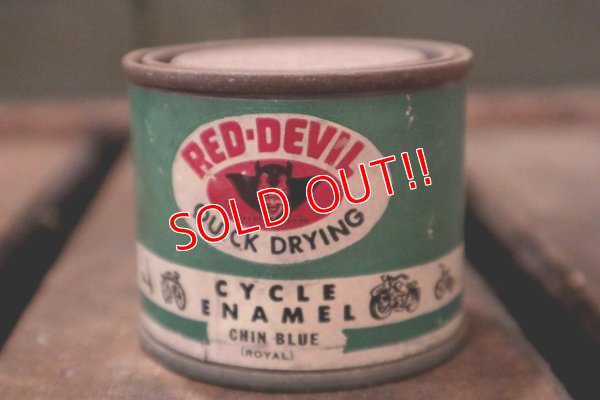 RED-DEVIL
SOLD OUT!!
QUICK DRYING
CYCLE
ENAMEL
CHIN BLUE
(ROYAL)